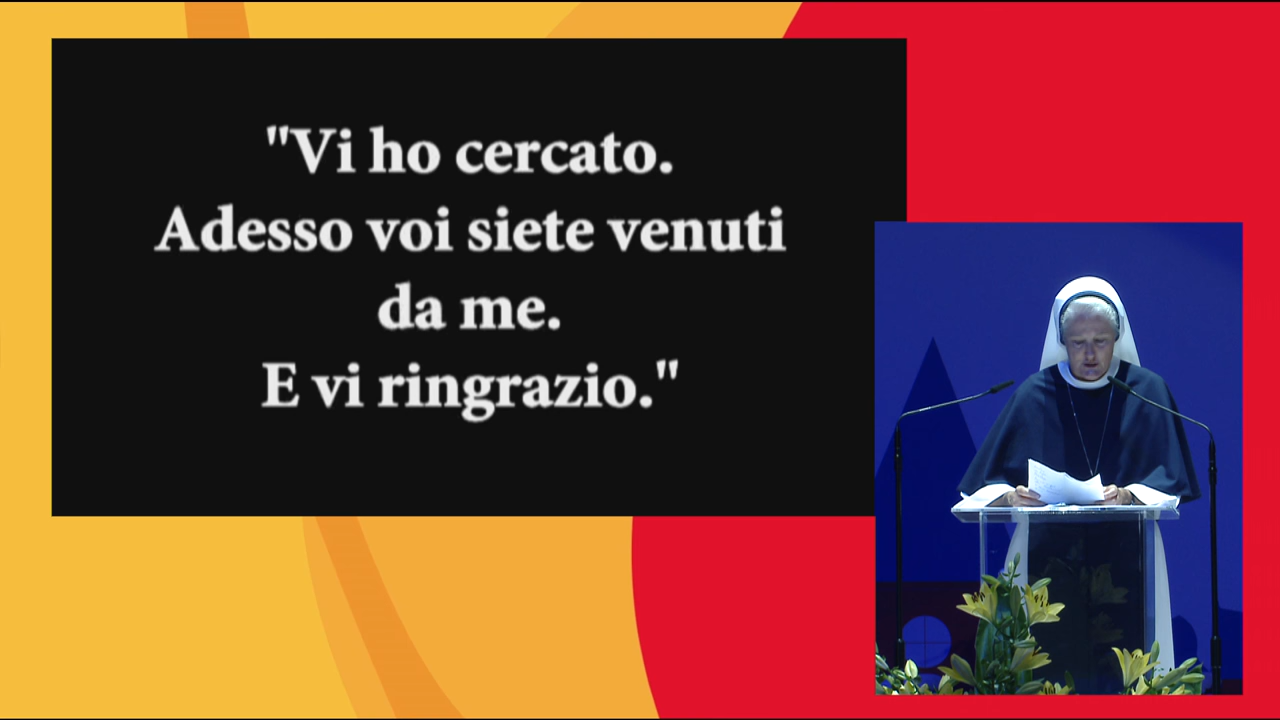 "Vi ho cercato.
Adesso voi siete venuti
da me.
E vi ringrazio."